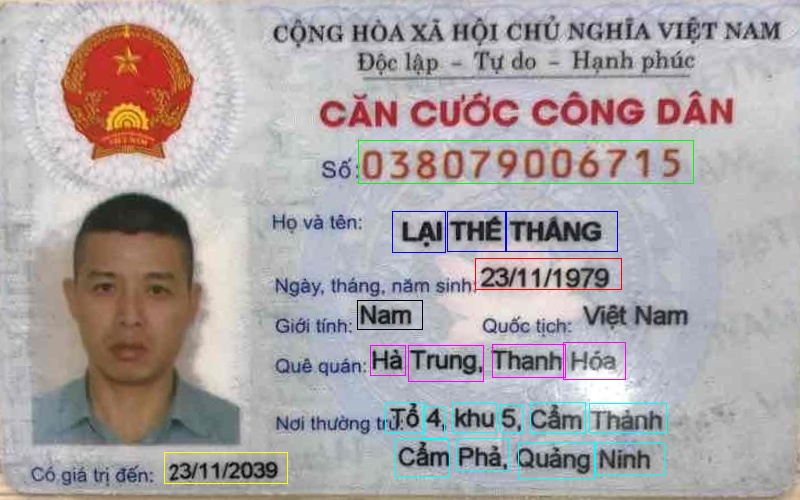 CỘNG HÒA XÃ HỘI CHỦ NGHĨA VIỆT NAM
Độc lập - Tự do - Hạnh phúc
CĂN CƯỚC CÔNG DÂN
Số: 038079006715
Họ và tên: LẠI THẾ THẮNG
Ngày, tháng, năm sinh: 23/11/1979
Giới tính: Nam Quốc tịch: Việt Nam
Quê quán: Hà Trung, Thanh Hóa
Nơi thường trú: Tổ 4, khu 5, Cẩm Thành
Cẩm Phả, Quảng Ninh
Có giá trị đến: 23/11/2039